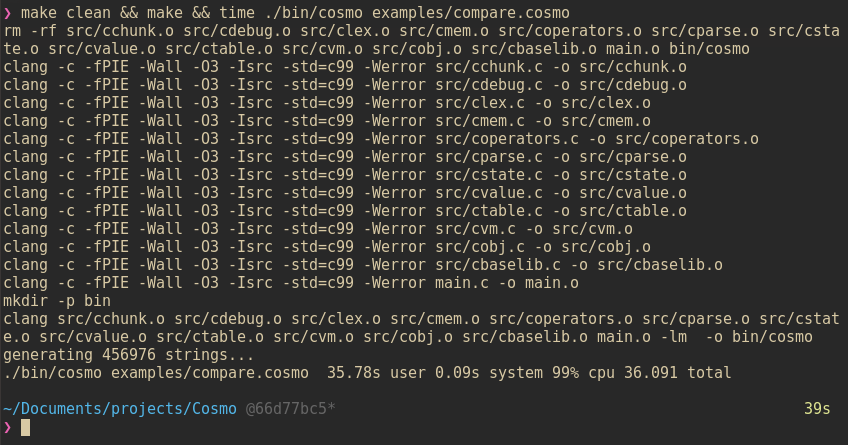 ❯ make clean && make && time ./bin/cosmo examples/compare.cosmo
rm -rf src/cchunk.o src/cdebug.o src/clex.o src/cmem.o src/coperators.o src/cparse.o src/csta
te.o src/cvalue.o src/ctable.o src/cvm.o src/cobj.o src/cbaselib.o main.o bin/cosmo
clang -c -fPIE -Wall -O3 -Isrc -std=c99 -Werror src/cchunk.c -o src/cchunk.o
clang -c -fPIE -Wall -O3 -Isrc -std=c99 -Werror src/cdebug.c -o src/cdebug.o
clang -c -fPIE -Wall -O3 -Isrc -std=c99 -Werror src/clex.c -o src/clex.o
clang -c -fPIE -Wall -O3 -Isrc -std=c99 -Werror src/cmem.c -o src/cmem.o
clang -c -fPIE -Wall -O3 -Isrc -std=c99 -Werror src/coperators.c -o src/coperators.o
clang -c -fPIE -Wall -O3 -Isrc -std=c99 -Werror src/cparse.c -o src/cparse.o
clang -c -fPIE -Wall -O3 -Isrc -std=c99 -Werror src/cstate.c -o src/cstate.o
clang -c -fPIE -Wall -O3 -Isrc -std=c99 -Werror src/cvalue.c -o src/cvalue.o
clang -c -fPIE -Wall -O3 -Isrc -std=c99 -Werror src/ctable.c -o src/ctable.o
clang -c -fPIE -Wall -O3 -Isrc -std=c99 -Werror src/cvm.c -o src/cvm.o
clang -c -fPIE -Wall -O3 -Isrc -std=c99 -Werror src/cobj.c -o src/cobj.o
clang -c -fPIE -Wall -O3 -Isrc -std=c99 -Werror src/cbaselib.c -o src/cbaselib.o
clang -c -fPIE -Wall -O3 -Isrc -std=c99 -Werror main.c -o main.o
mkdir -p bin
clang src/cchunk.o src/cdebug.o src/clex.o src/cmem.o src/coperators.o src/cparse.o src/cstat
e.o src/cvalue.o src/ctable.o src/cvm.o src/cobj.o src/cbaselib.o main.o -lm  -o bin/cosmo
generating 456976 strings...
./bin/cosmo examples/compare.cosmo  35.78s user 0.09s system 99% cpu 36.091 total
~/Documents/projects/Cosmo @66d77bc5* 39s
❯